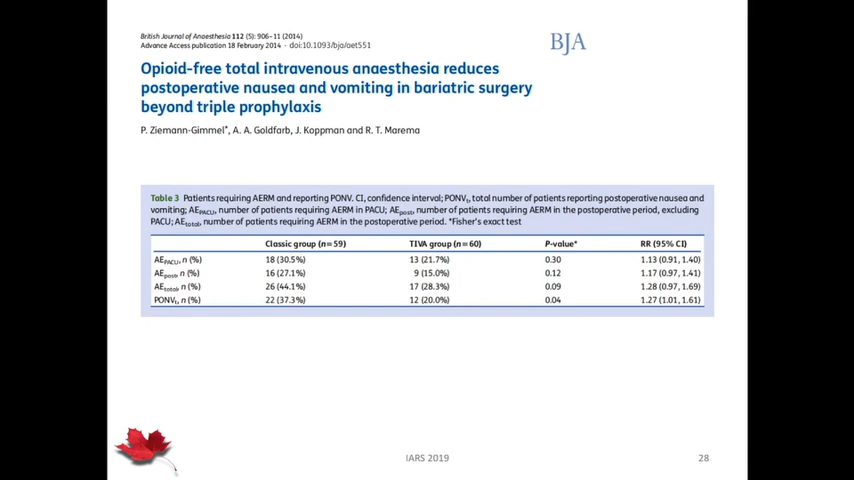 British Journal of Anaesthesia 112 (5): 906–11 (2014)
Advance Access publication 18 February 2014 · doi:10.1093/bja/aet551
BJA
Opioid-free total intravenous anaesthesia reduces
postoperative nausea and vomiting in bariatric surgery
beyond triple prophylaxis
P. Ziemann-Gimmel*, A. A. Goldfarb, J. Koppman and R. T. Marema
Table 3 Patients requiring AERM and reporting PONV. CI, confidence interval; PONVt, total number of patients reporting postoperative nausea and
vomiting; AEPACU, number of patients requiring AERM in PACU; AEpost, number of patients requiring AERM in the postoperative period, excluding
PACU; AEtotal, number of patients requiring AERM in the postoperative period. *Fisher's exact test
Classic group (n=59) TIVA group (n=60) P-value* RR (95% CI)
AEPACU, n (%) 18 (30.5%) 13 (21.7%) 0.30 1.13 (0.91, 1.40)
AEpost, n (%) 16 (27.1%) 9 (15.0%) 0.12 1.17 (0.97, 1.41)
AEtotal, n (%) 26 (44.1%) 17 (28.3%) 0.09 1.28 (0.97, 1.69)
PONVt, n (%) 22 (37.3%) 12 (20.0%) 0.04 1.27 (1.01, 1.61)
IARS 2019
28